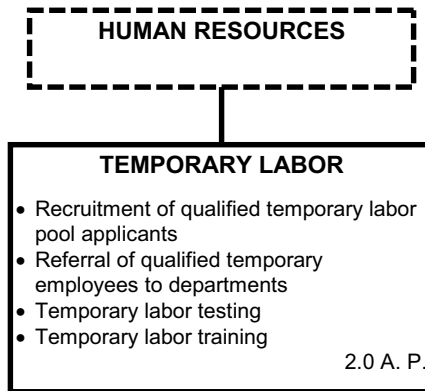 HUMAN RESOURCES
TEMPORARY LABOR
• Recruitment of qualified temporary labor
pool applicants
• Referral of qualified temporary
employees to departments
• Temporary labor testing
• Temporary labor training
2.0 A. P.